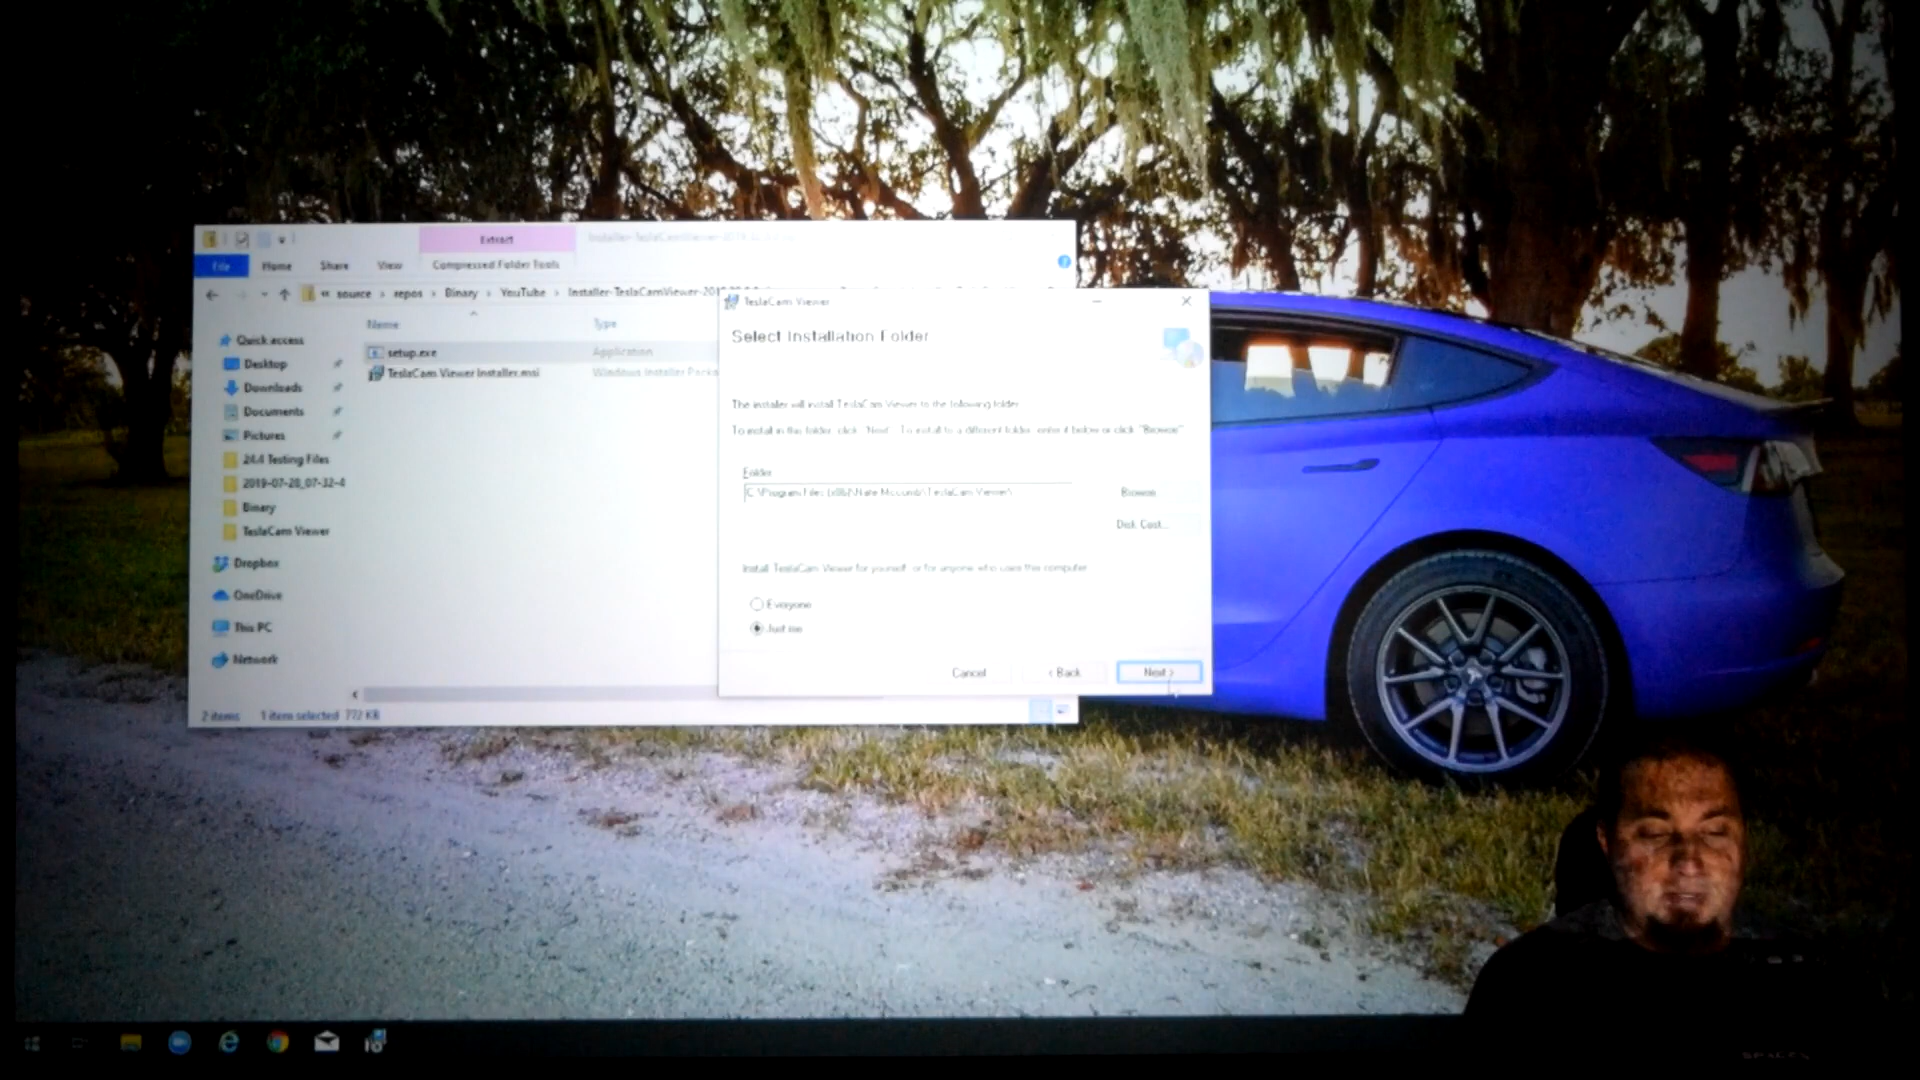 Extract
Installer-TeslaCamViewer-2019
File Home Share View Compressed Folder Tools
« source › repos › Binary › YouTube › Installer-TeslaCamViewer-201
Name Type
setup.exe Application
TeslaCam Viewer Installer.msi Windows Installer Packa
Quick access
Desktop
Downloads
Documents
Pictures
24.4 Testing Files
2019-07-28_07-32-4
Binary
TeslaCam Viewer
Dropbox
OneDrive
This PC
Network
2 items 1 item selected 772 KB
TeslaCam Viewer
Select Installation Folder
The installer will install TeslaCam Viewer to the following folder.
To install in this folder, click "Next". To install to a different folder, enter it below or click "Browse".
Folder:
C:\Program Files (x86)\Nate Mccomb\TeslaCam Viewer\
Browse...
Disk Cost...
Install TeslaCam Viewer for yourself, or for anyone who uses this computer:
Everyone
Just me
Cancel
< Back
Next >